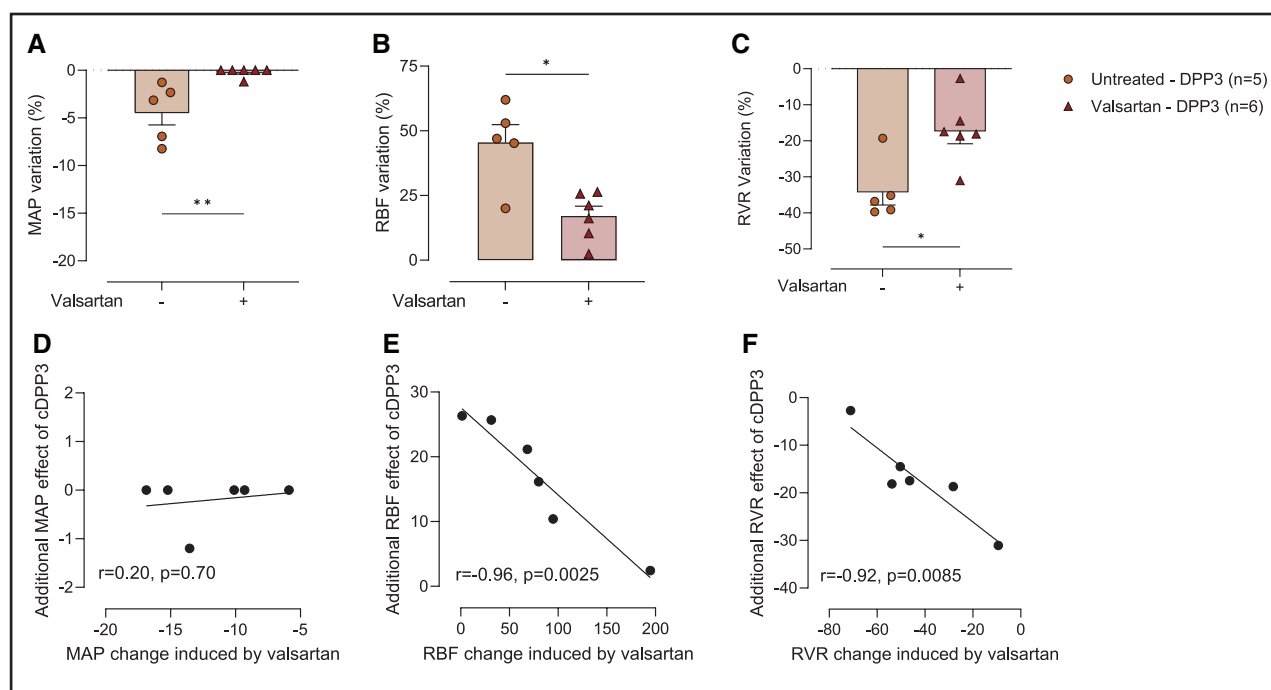 A
B
C
MAP variation (%)
0
-5
-10
-15
-20
**
Valsartan
-
+
RBF variation (%)
75
50
25
0
*
Valsartan
-
+
RVR Variation (%)
0
-10
-20
-30
-40
-50
*
Valsartan
-
+
Untreated - DPP3 (n=5)
Valsartan - DPP3 (n=6)
D
E
F
Additional MAP effect of cDPP3
2
1
0
-1
-2
r=0.20, p=0.70
-20 -15 -10 -5
MAP change induced by valsartan
Additional RBF effect of cDPP3
30
20
10
0
r=-0.96, p=0.0025
0 50 100 150 200
RBF change induced by valsartan
Additional RVR effect of cDPP3
0
-10
-20
-30
-40
r=-0.92, p=0.0085
-80 -60 -40 -20 0
RVR change induced by valsartan